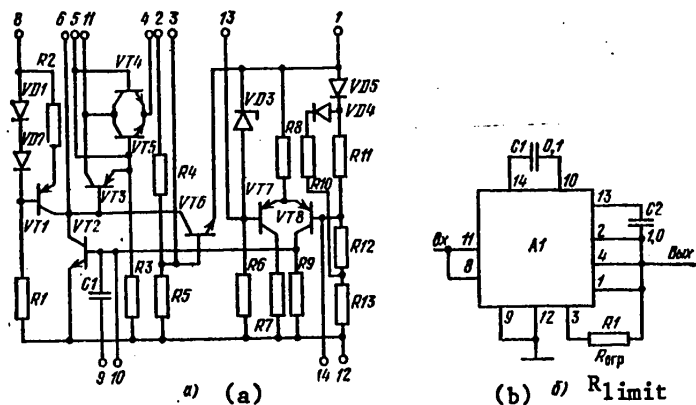 8 6 5 11 4 2 3 13 1
R2 VT4 VD5
VD1 VD3 VD4
R8
VD2 VT5 R4 R11
VT3 VT6 VT7 R10
VT1 VT2 VT8 R12
R3 R6 R9
R1 C1 R5 R7 R13
9 10 14 12
а) (a)
C1 0,1
14 10
13 C2
Вх 11 A1 2 1,0
8 4 Вых
1
9 12 3 R1
Rогр
(b) б) Rlimit